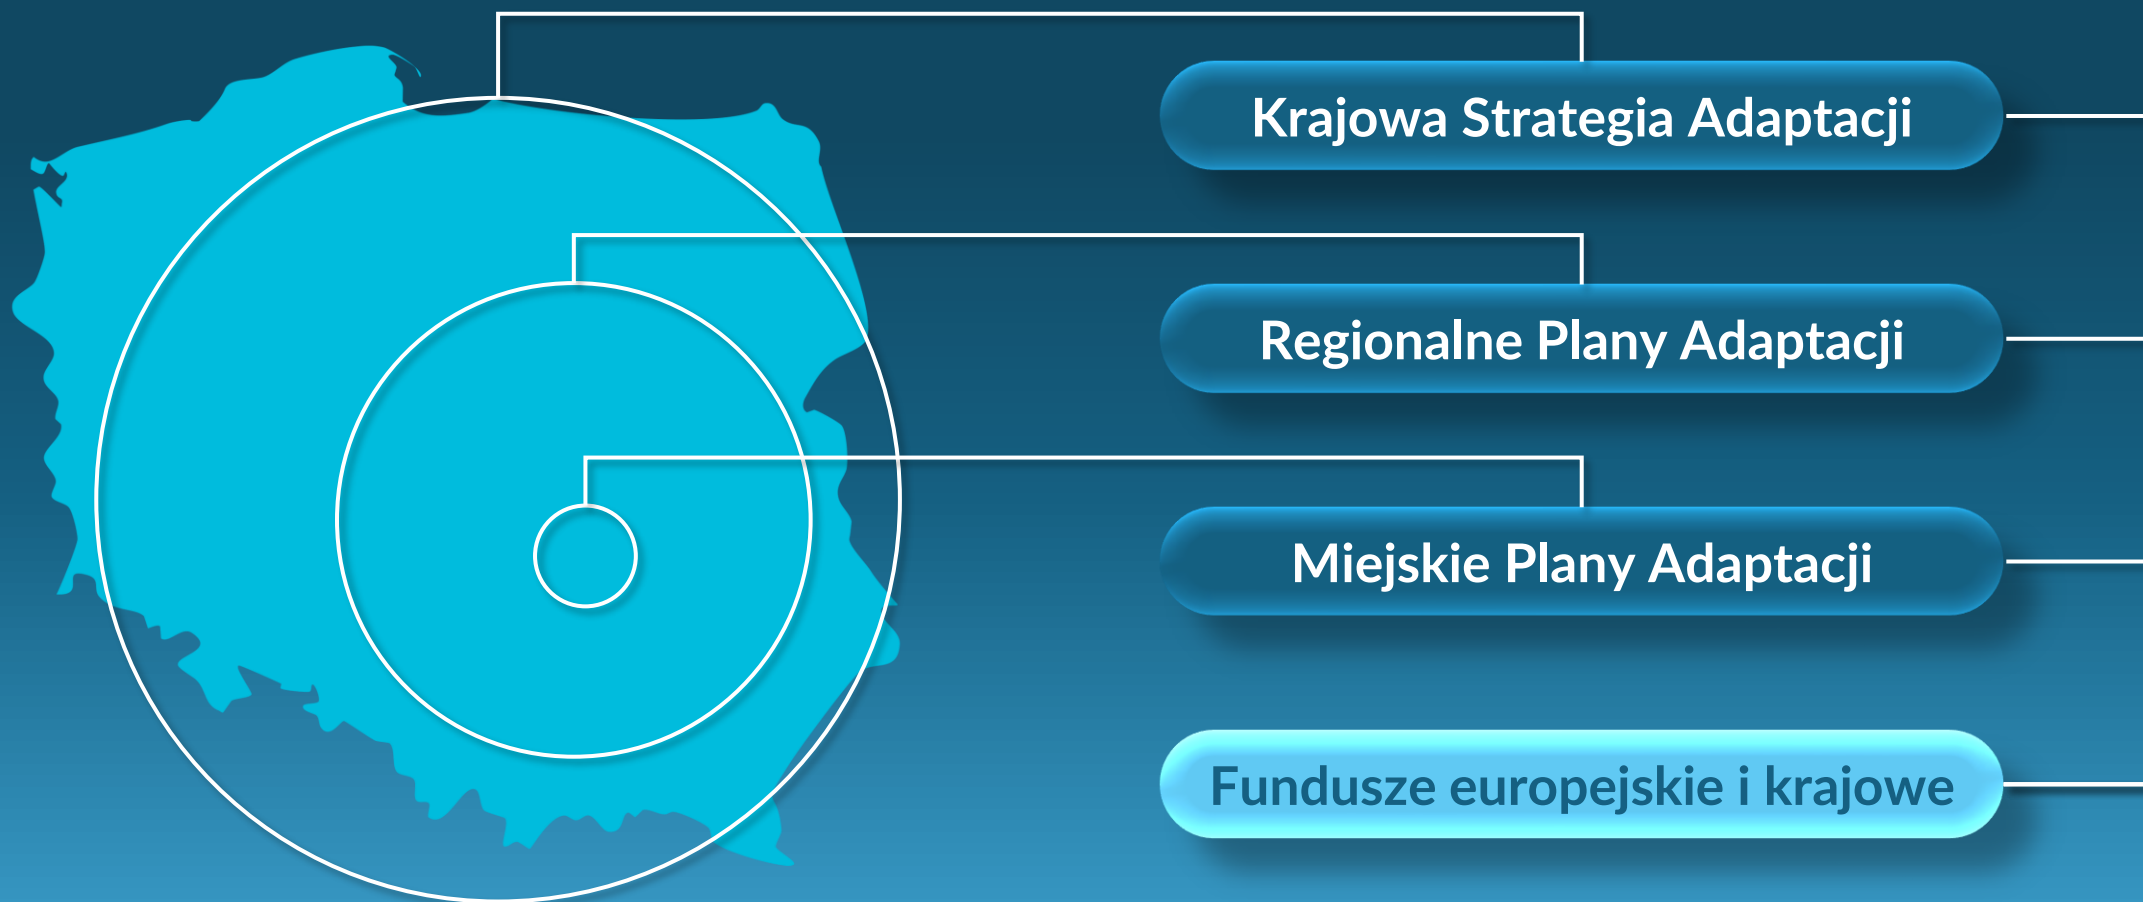 Krajowa Strategia Adaptacji
Regionalne Plany Adaptacji
Miejskie Plany Adaptacji
Fundusze europejskie i krajowe